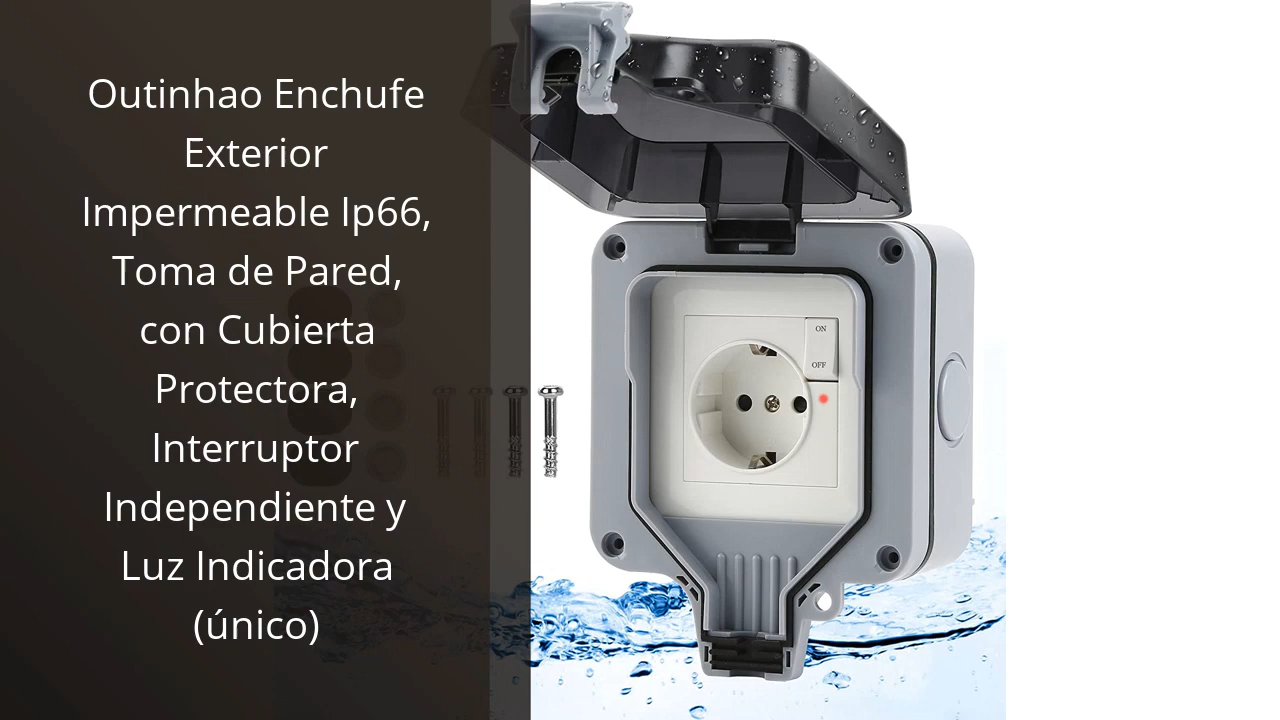 Outinhao Enchufe
Exterior
Impermeable Ip66,
Toma de Pared,
con Cubierta
Protectora,
Interruptor
Independiente y
Luz Indicadora
(único)
ON
OFF